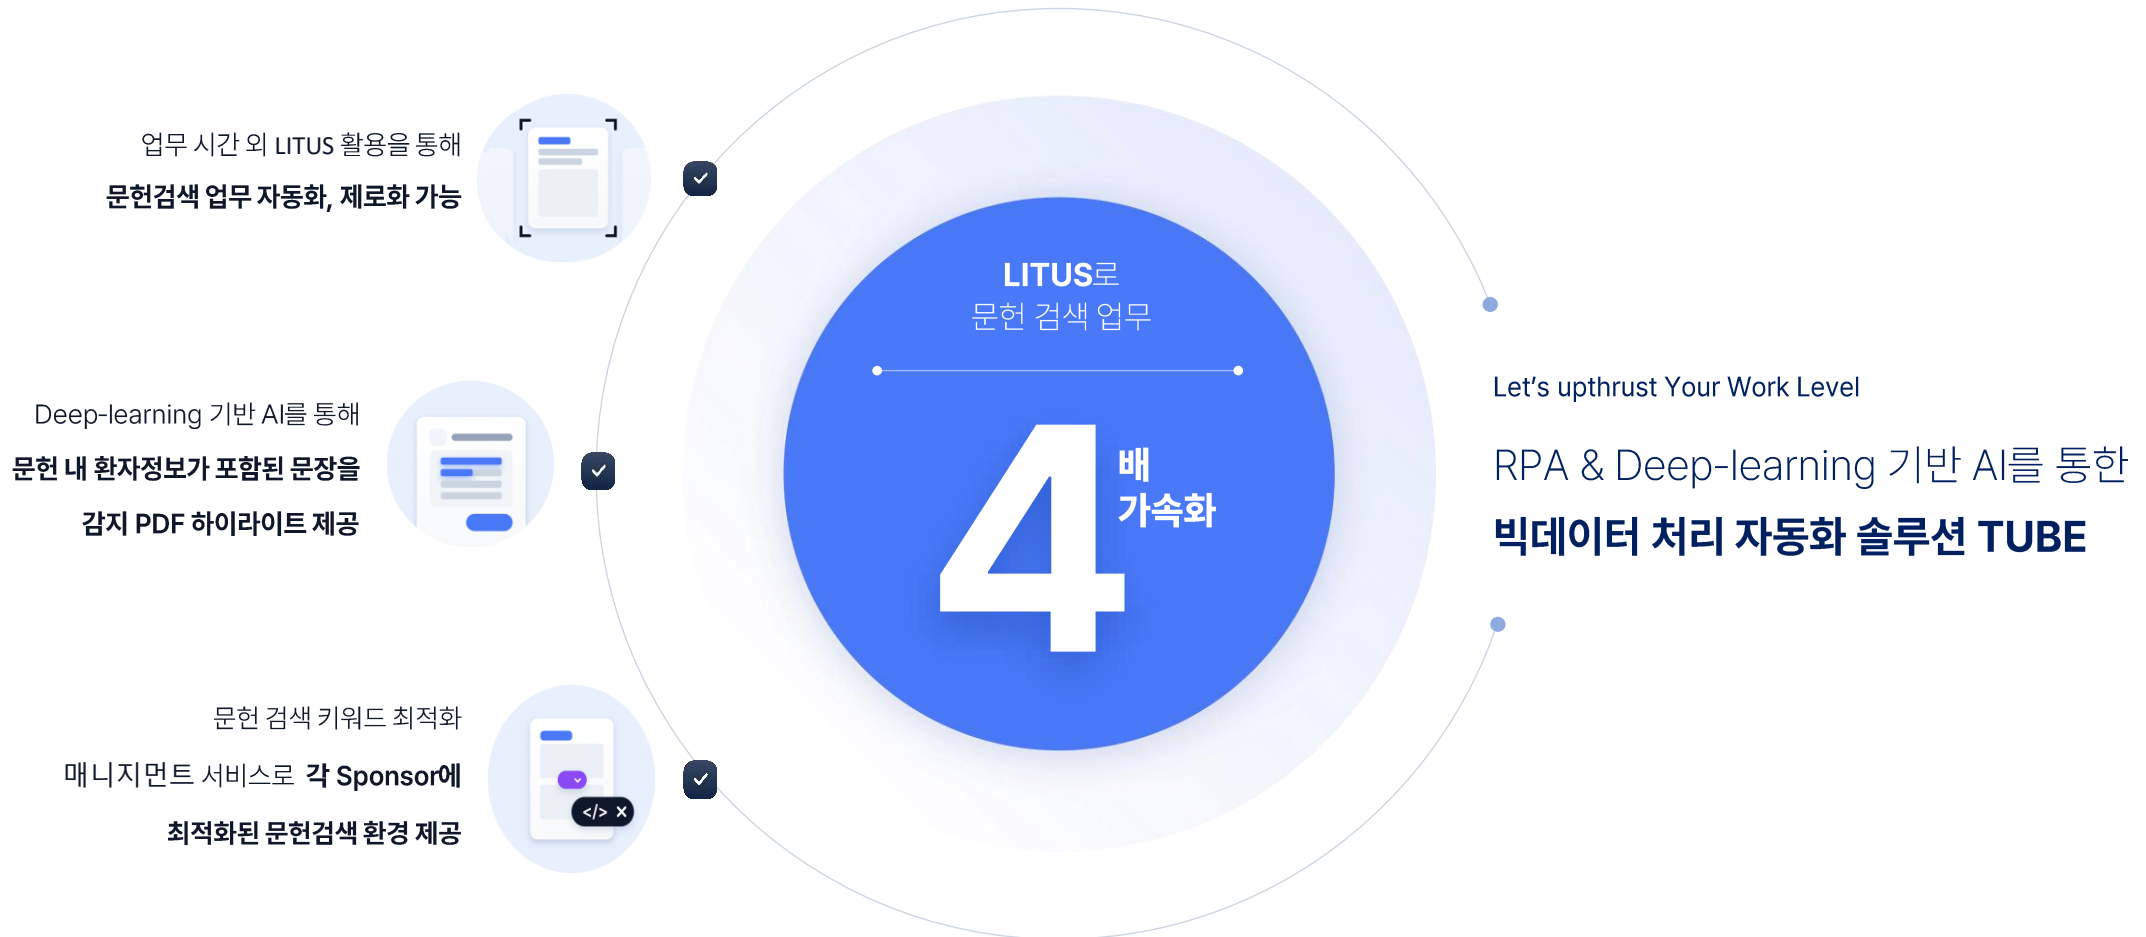 업무 시간 외 LITUS 활용을 통해
문헌검색 업무 자동화, 제로화 가능
Deep-learning 기반 AI를 통해
문헌 내 환자정보가 포함된 문장을
감지 PDF 하이라이트 제공
문헌 검색 키워드 최적화
매니지먼트 서비스로 각 Sponsor에
최적화된 문헌검색 환경 제공
</> ×
LITUS로
문헌 검색 업무
4
배
가속화
Let’s upthrust Your Work Level
RPA & Deep-learning 기반 AI를 통한
빅데이터 처리 자동화 솔루션 TUBE